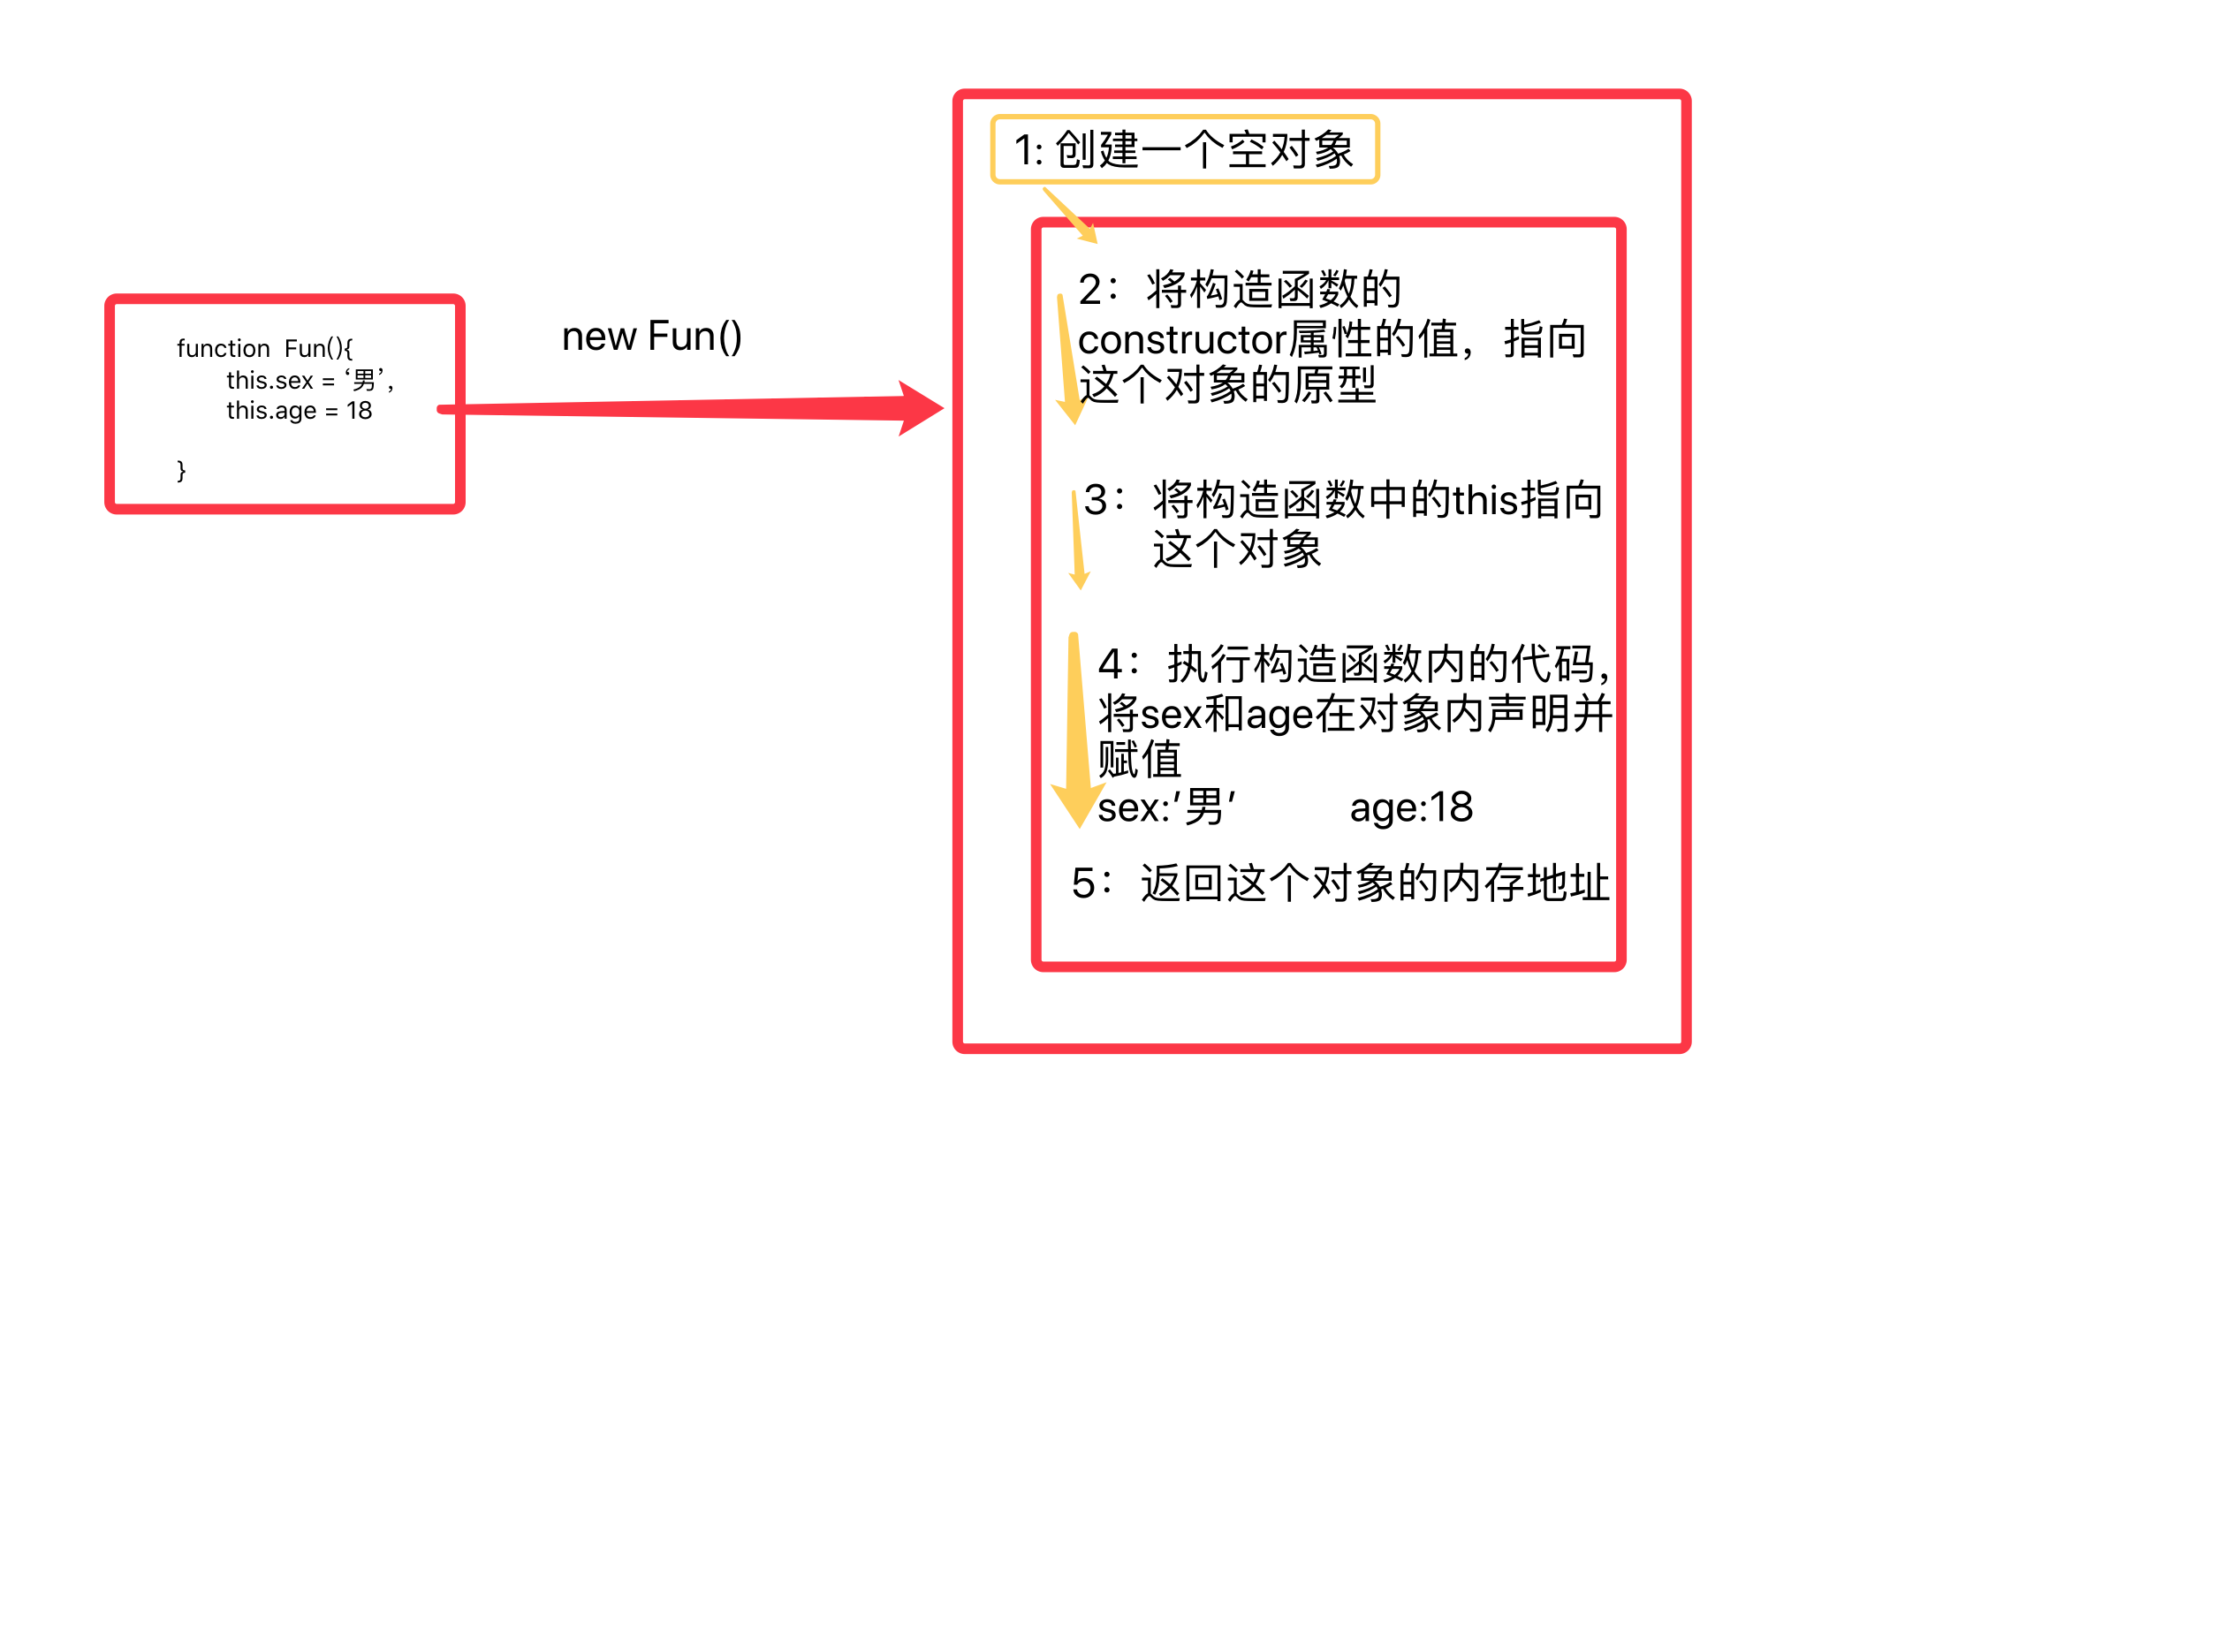 function  Fun(){
this.sex = ‘男’，
this.age = 18
}
new Fun()
1: 创建一个空对象
2： 将构造函数的
constructor属性的值，指向
这个对象的原型
3： 将构造函数中的this指向
这个对象
4：执行构造函数内的代码，
将sex和age在对象内声明并
赋值
sex:′ 男′ age:18
5：返回这个对象的内存地址